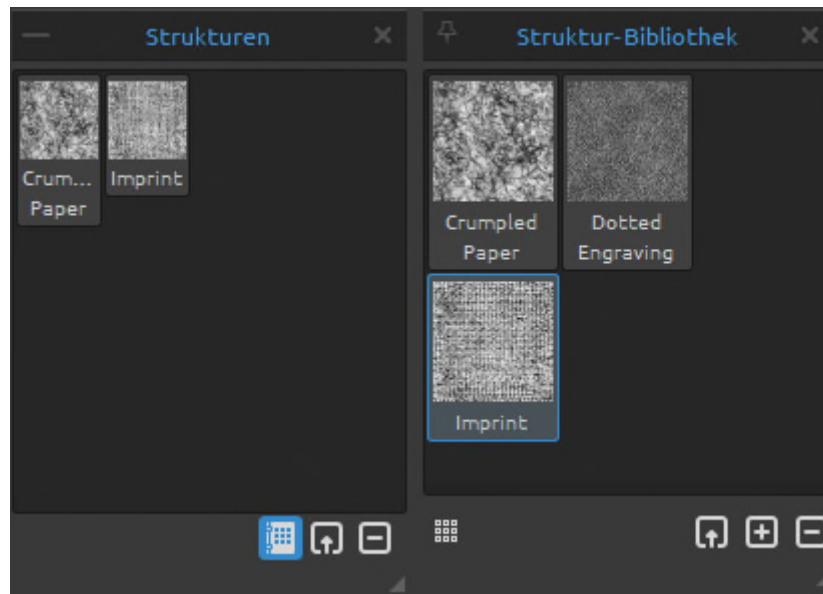 Strukturen
Crum...
Paper
Imprint
Struktur-Bibliothek
Crumpled
Paper
Dotted
Engraving
Imprint